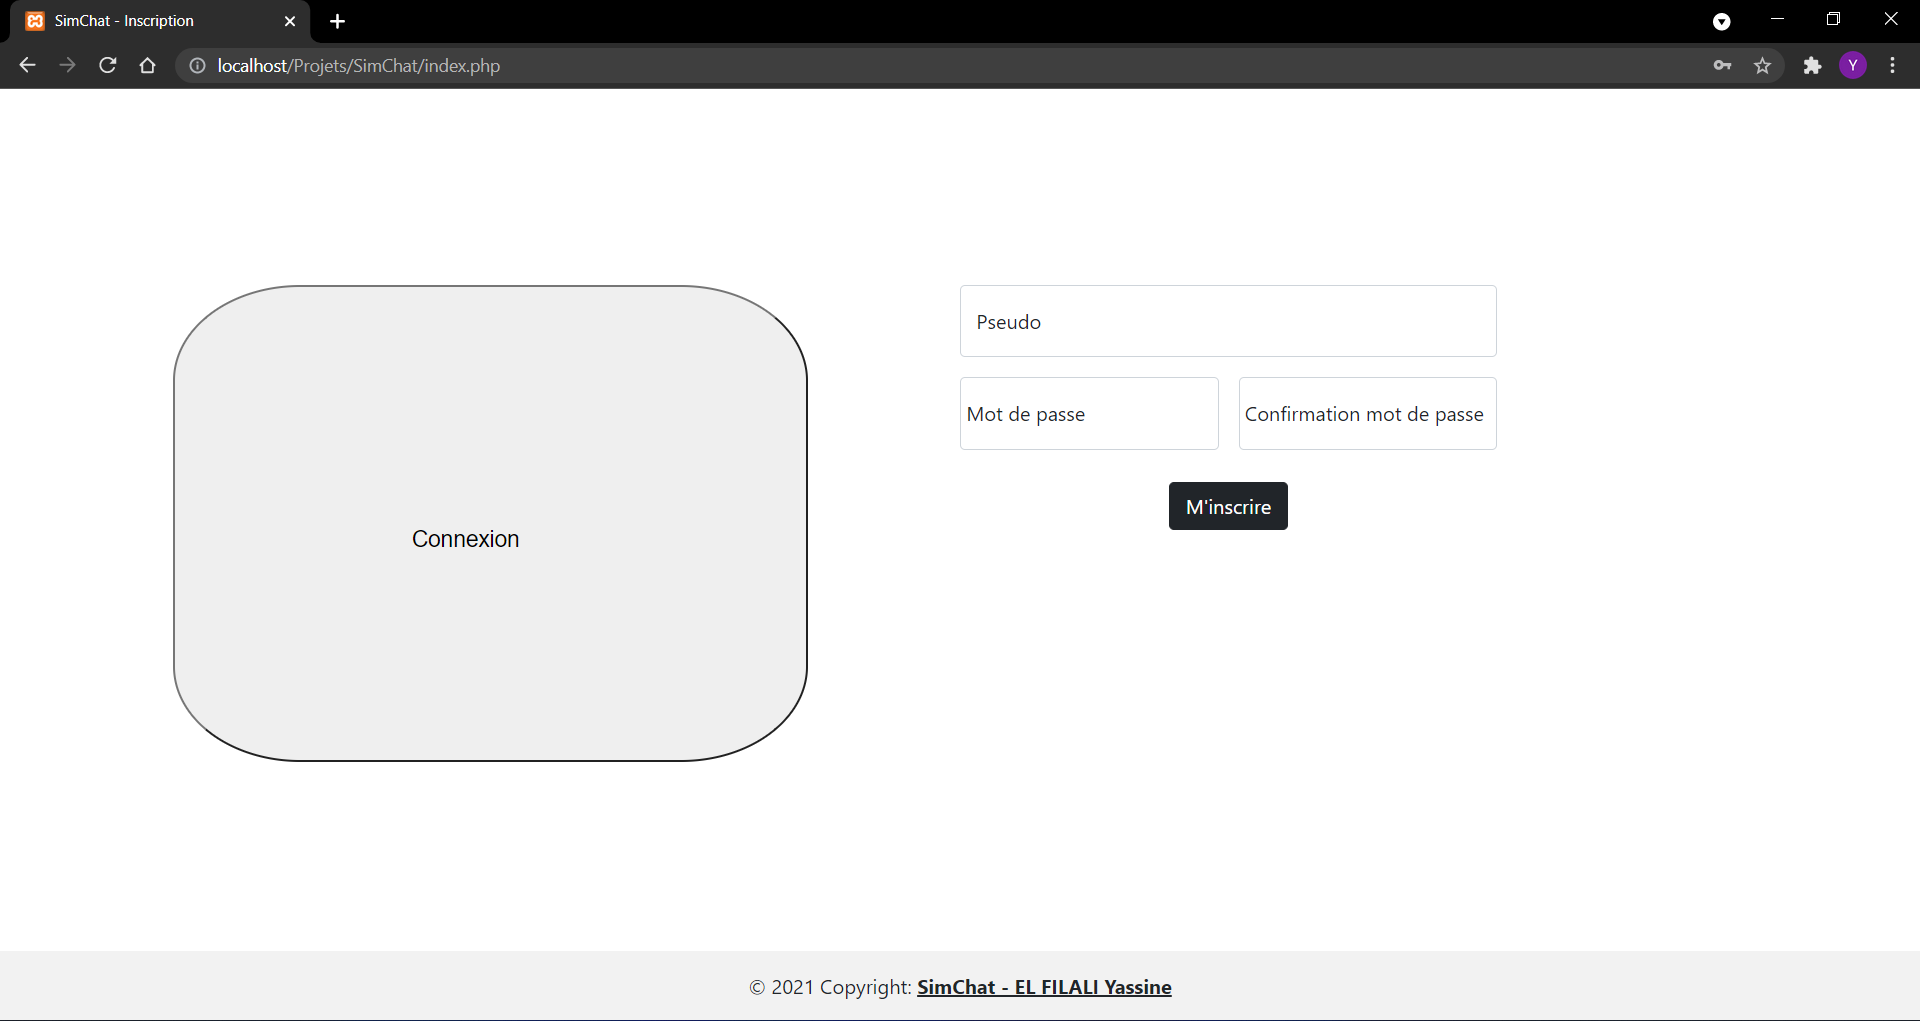 SimChat - Inscription
localhost/Projets/SimChat/index.php
Y
Pseudo
Mot de passe
Confirmation mot de passe
M'inscrire
Connexion
© 2021 Copyright: SimChat - EL FILALI Yassine